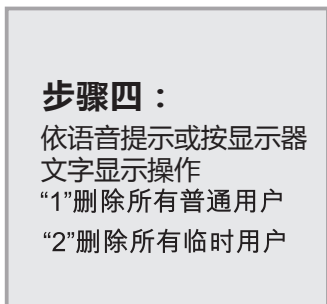 步骤四：
依语音提示或按显示器
文字显示操作
“1”删除所有普通用户
“2”删除所有临时用户